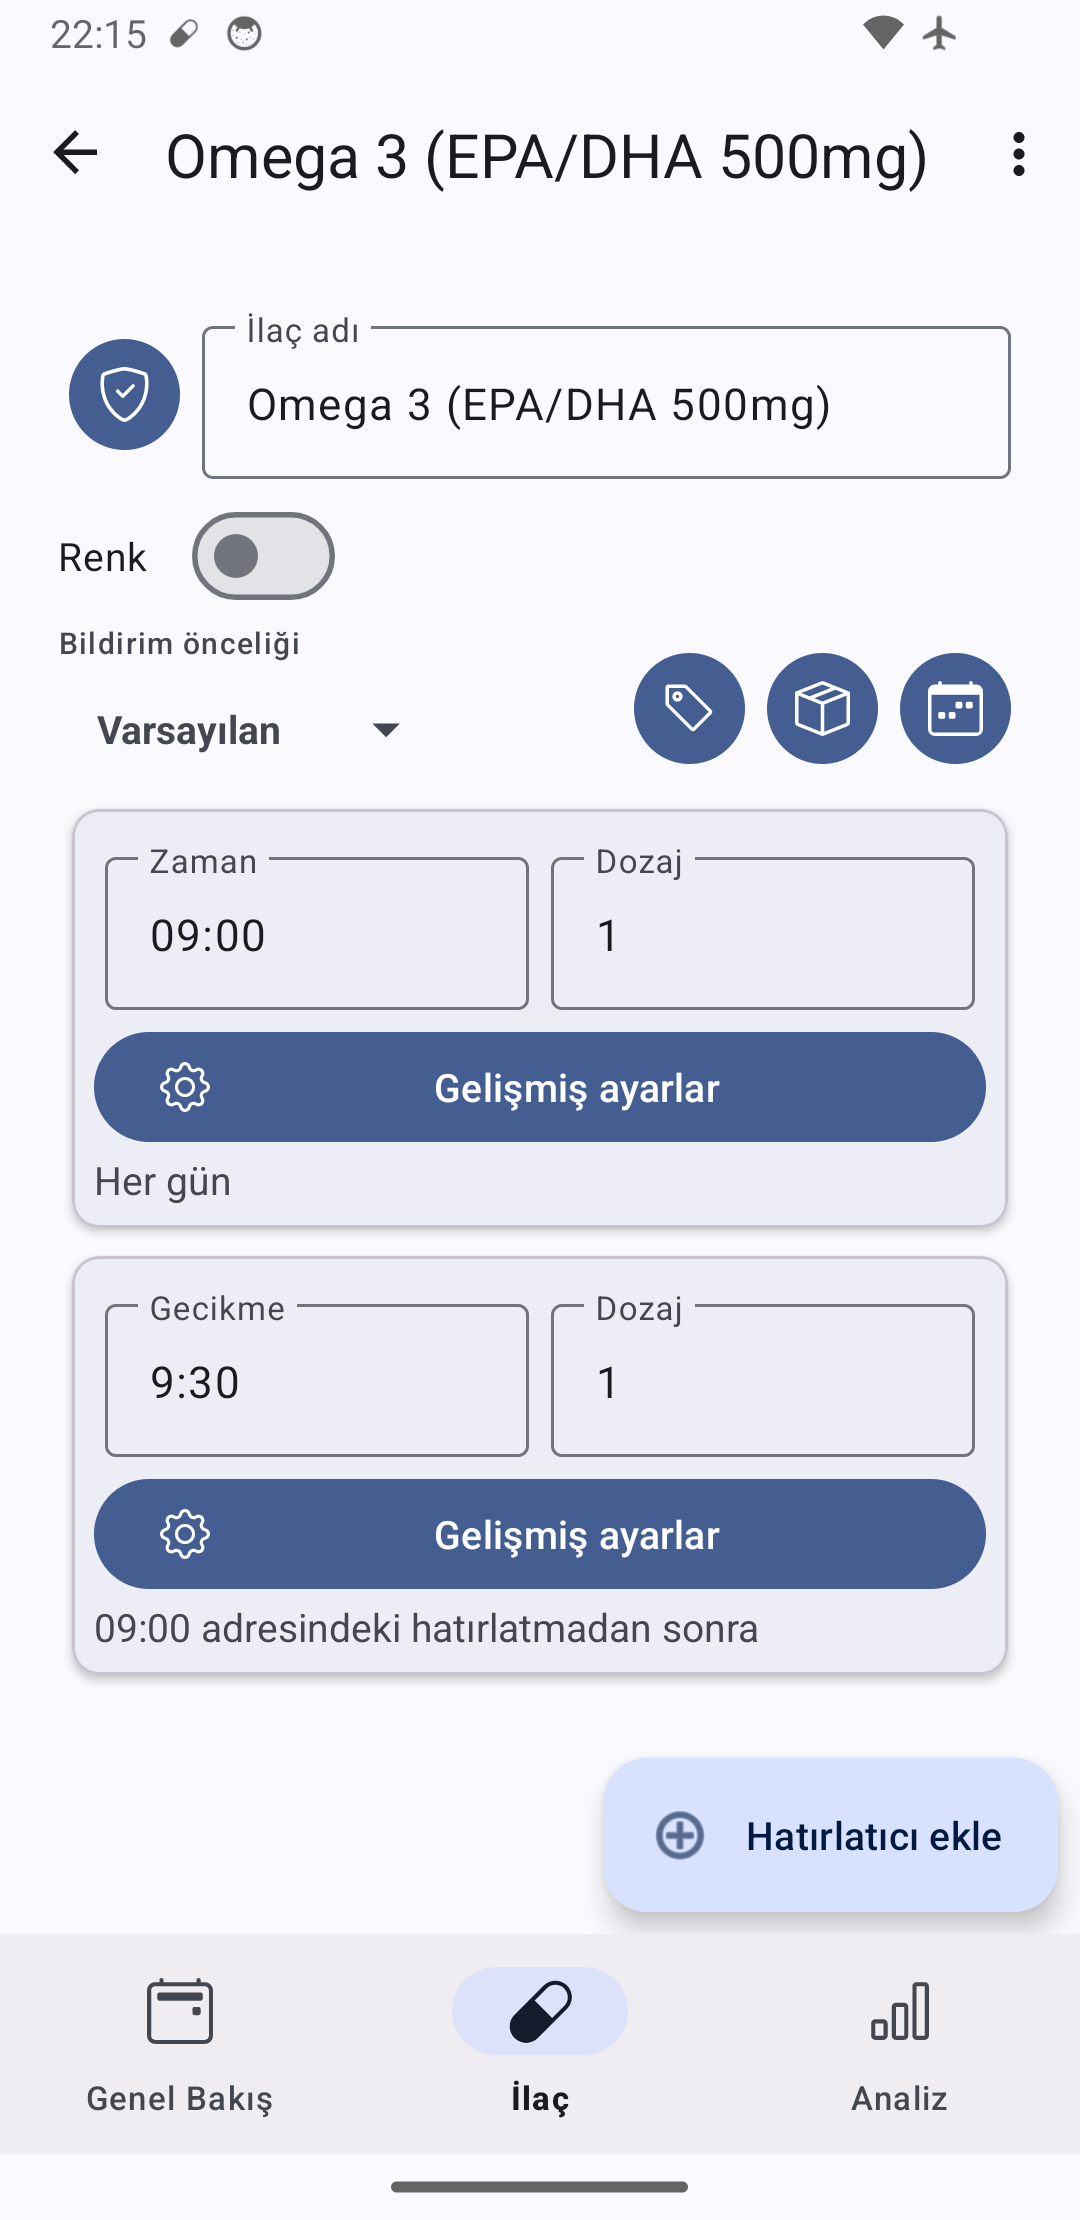 22:15
Omega 3 (EPA/DHA 500mg)
İlaç adı
Omega 3 (EPA/DHA 500mg)
Renk
Bildirim önceliği
Varsayılan
Zaman
Dozaj
09:00
1
Gelişmiş ayarlar
Her gün
Gecikme
Dozaj
9:30
1
Gelişmiş ayarlar
09:00 adresindeki hatırlatmadan sonra
Hatırlatıcı ekle
Genel Bakış
İlaç
Analiz